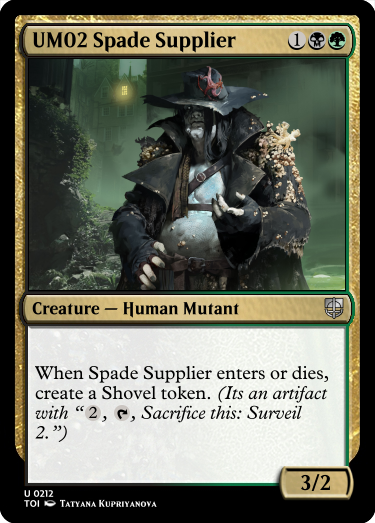 UM02 Spade Supplier 1
Creature — Human Mutant
When Spade Supplier enters or dies,
create a Shovel token. (Its an artifact
with “2, , Sacrifice this: Surveil
2.”)
3/2
U 0212
TOI Tatyana Kupriyanova